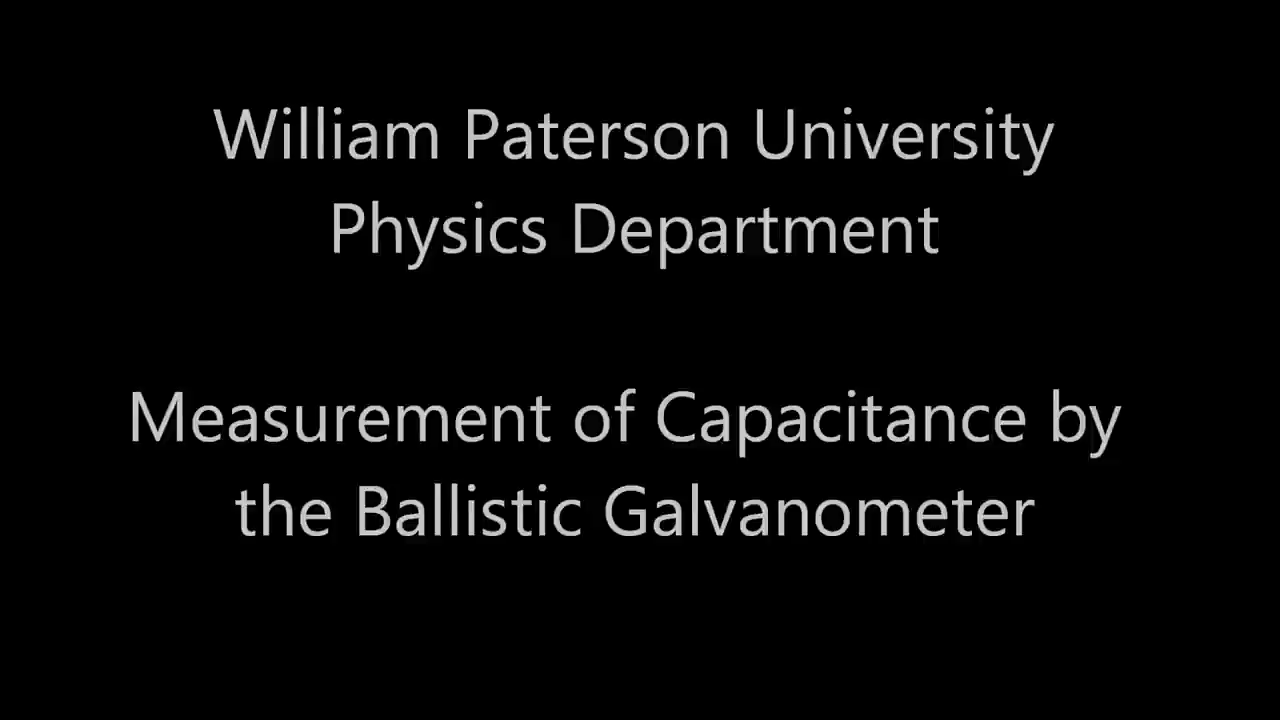 William Paterson University
Physics Department
Measurement of Capacitance by
the Ballistic Galvanometer